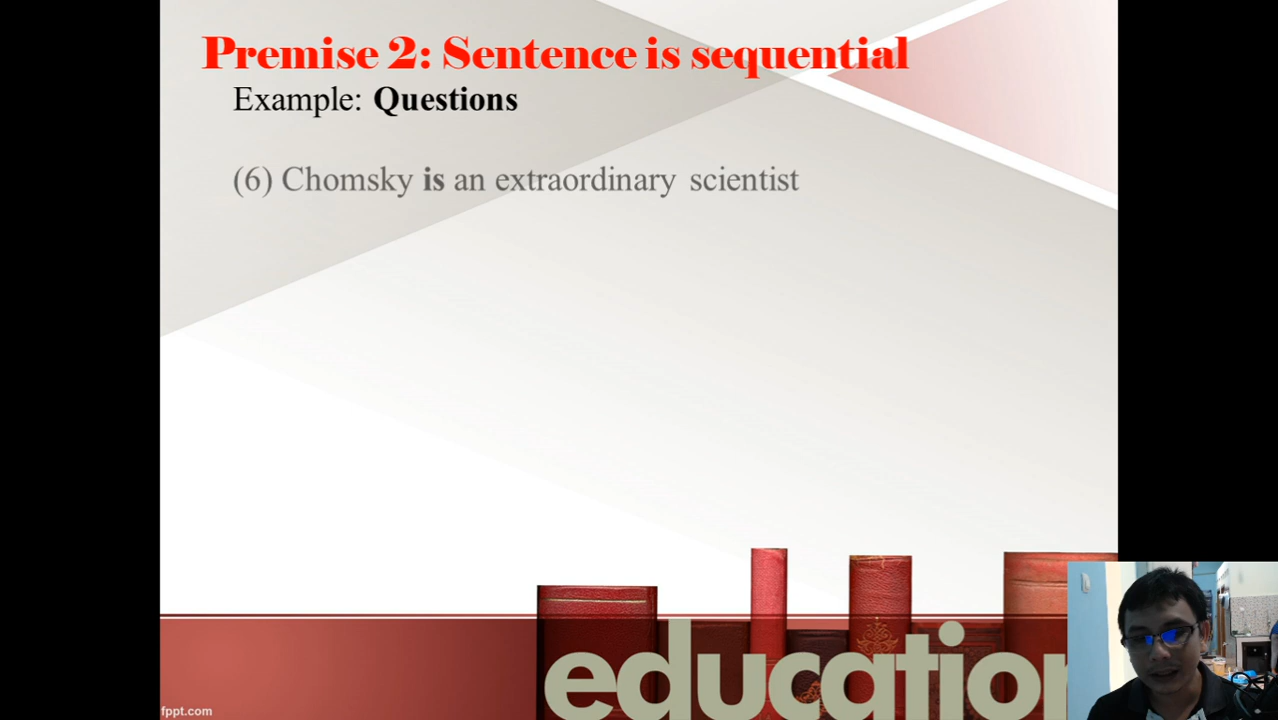 Premise 2: Sentence is sequential
Example: Questions
(6) Chomsky is an extraordinary scientist
education
fppt.com